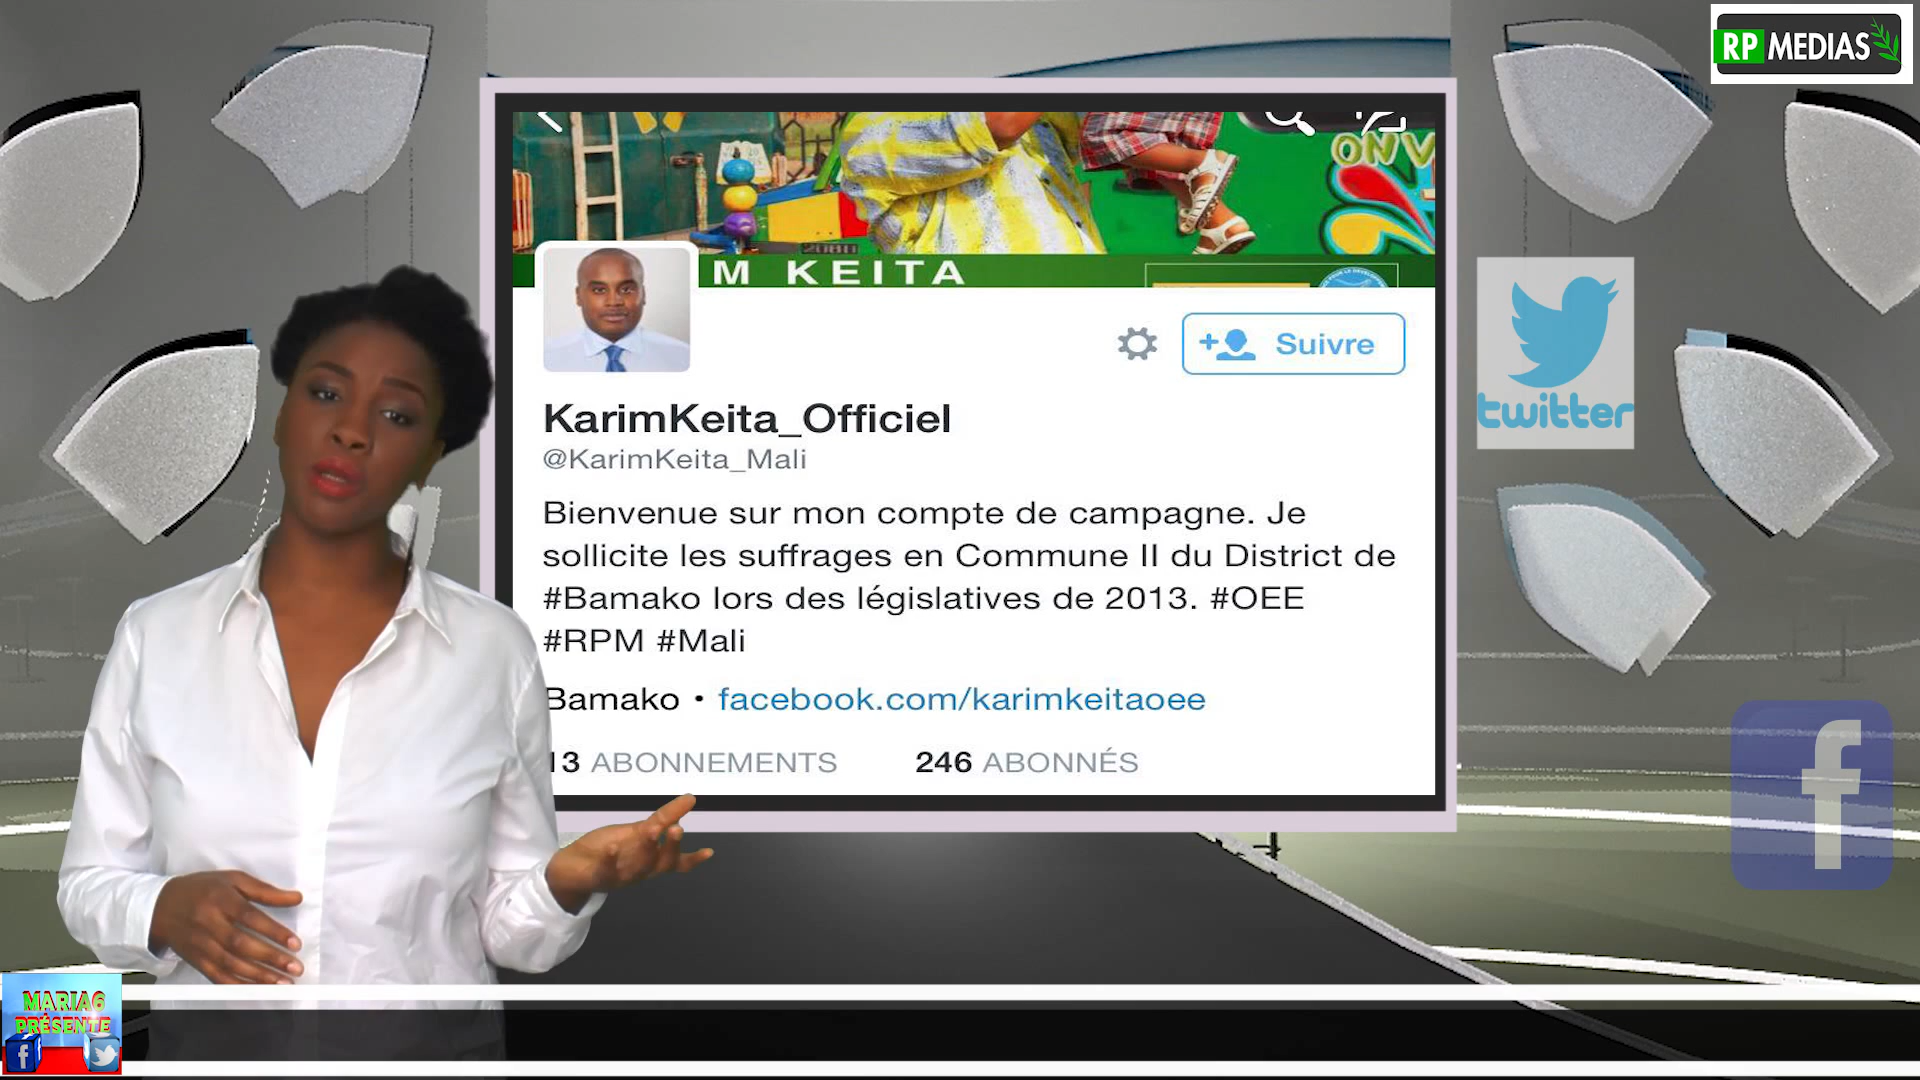 RP MEDIAS
ONV
M KEITA
Suivre
KarimKeita_Officiel
@KarimKeita_Mali
Bienvenue sur mon compte de campagne. Je
sollicite les suffrages en Commune II du District de
#Bamako lors des législatives de 2013. #OEE
#RPM #Mali
Bamako • facebook.com/karimkeitaoee
13 ABONNEMENTS 246 ABONNÉS
twitter
f
MARIA6
PRÉSENTE
f